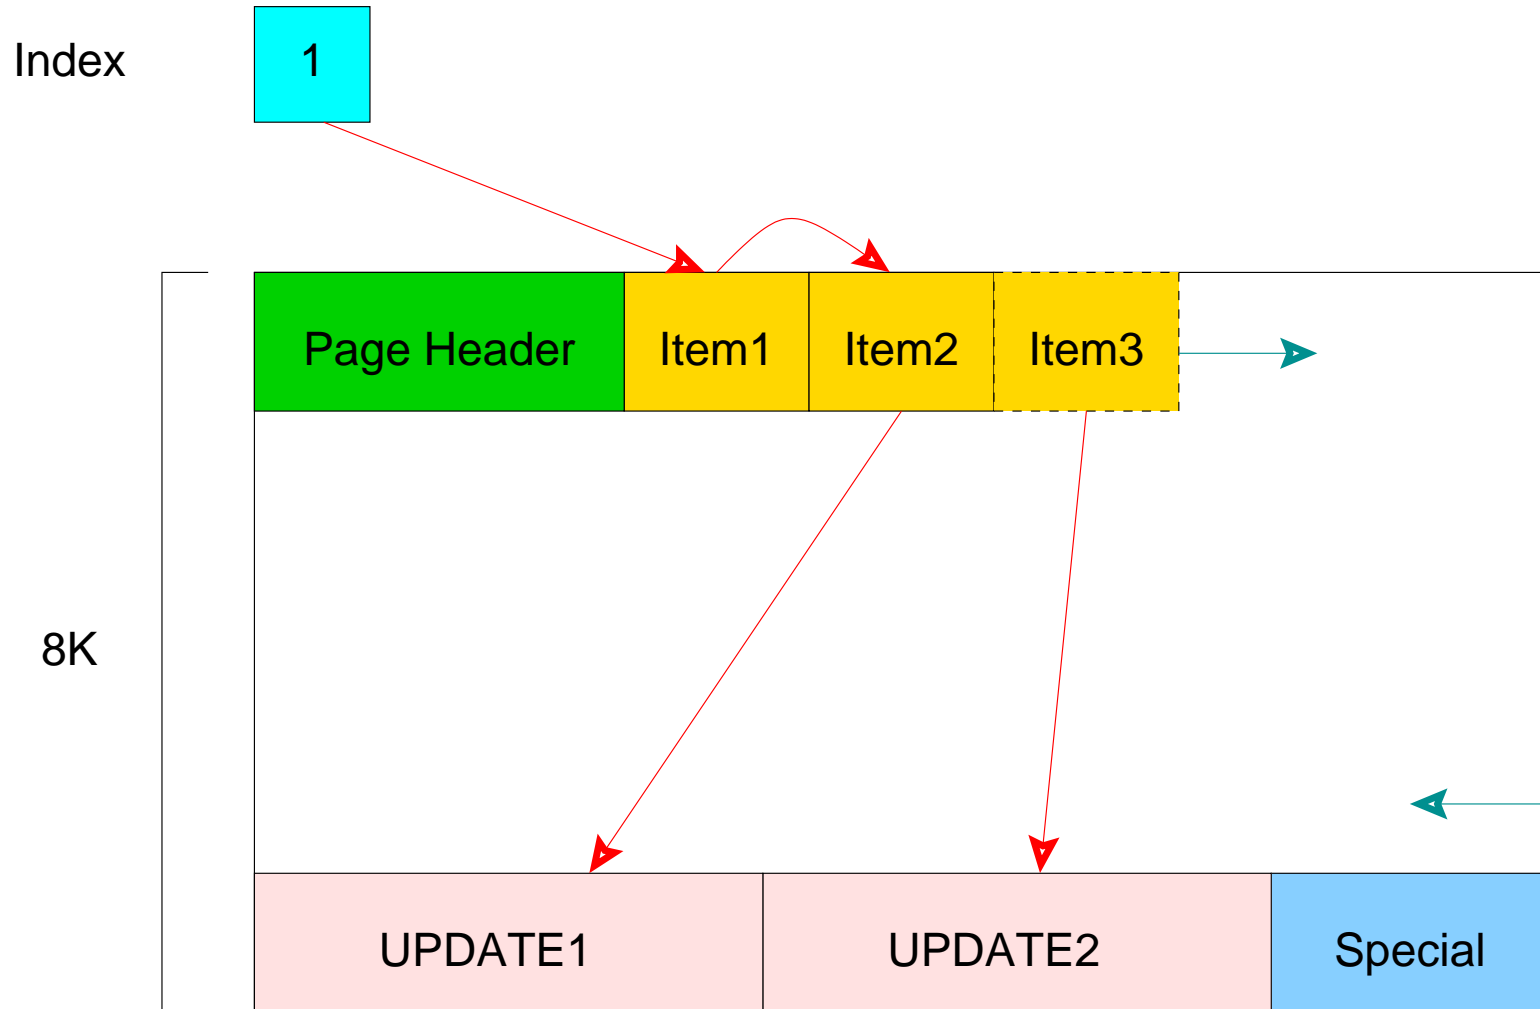 Index 1
Page Header Item1 Item2 Item3
8K
UPDATE1 UPDATE2 Special